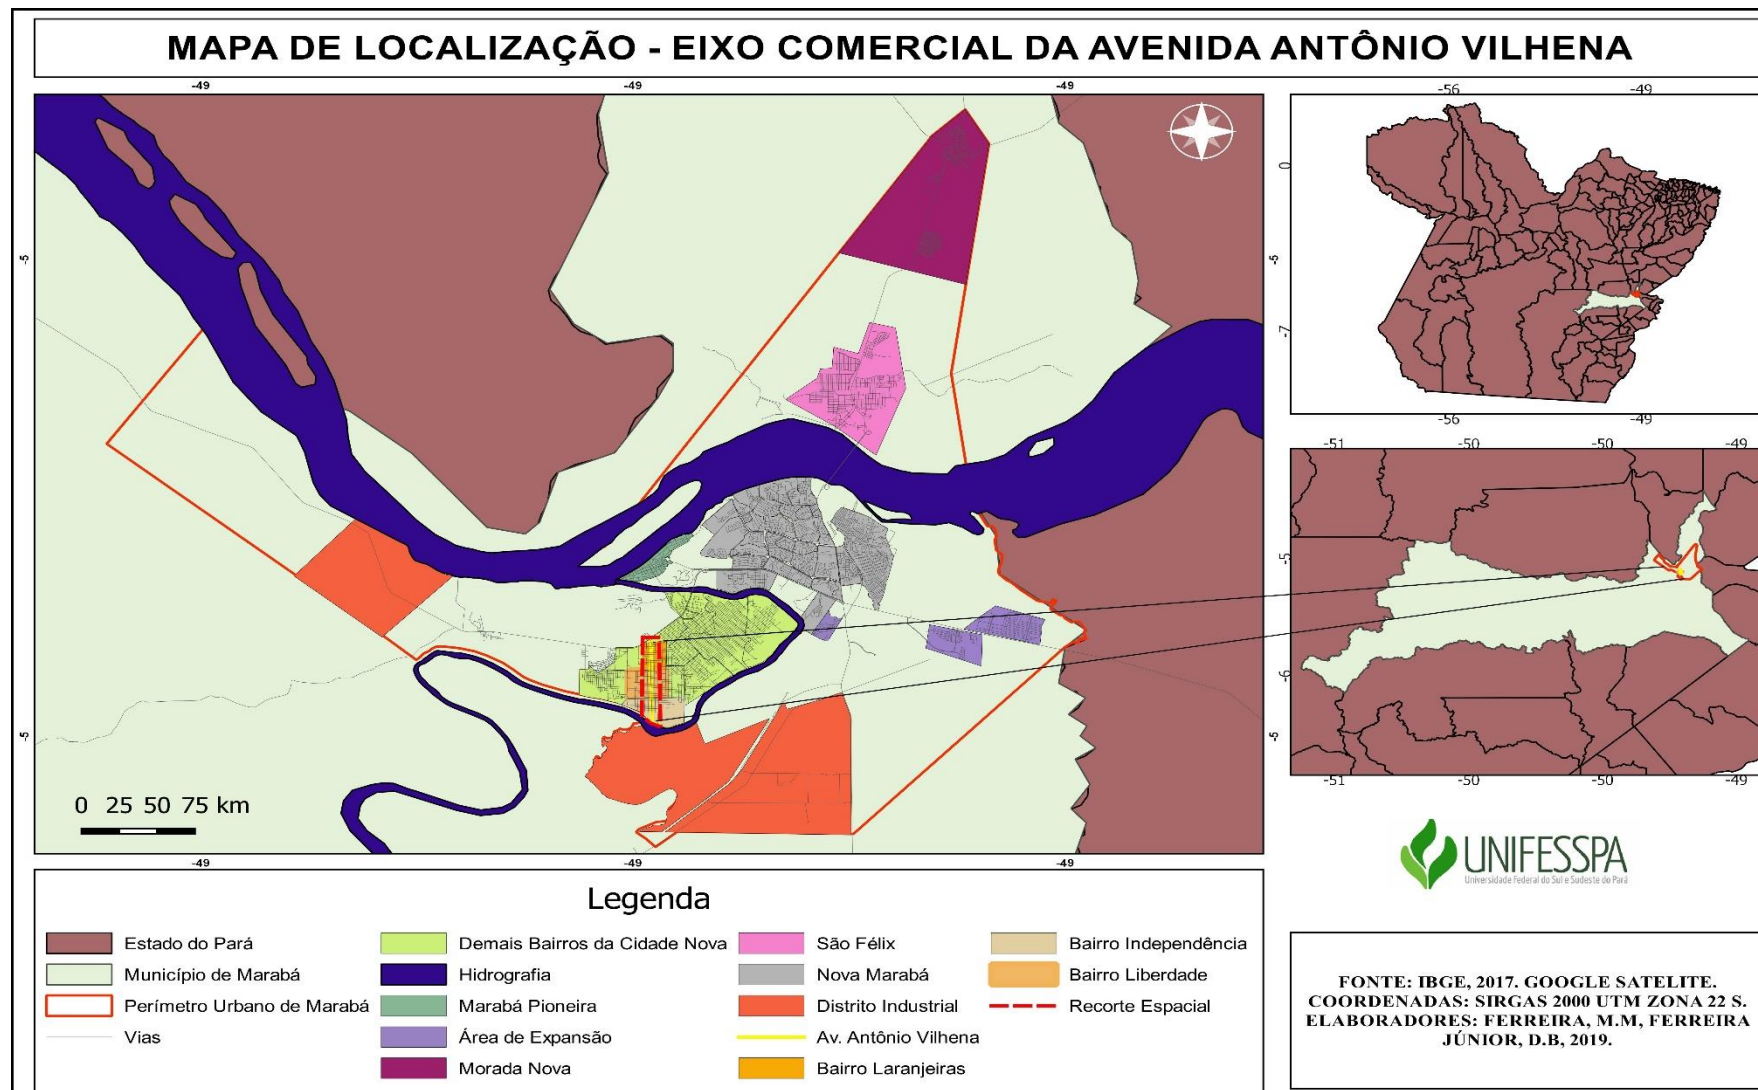 MAPA DE LOCALIZAÇÃO - EIXO COMERCIAL DA AVENIDA ANTÔNIO VILHENA
-49 -49 -49
-5
-5
-5
-5
0 25 50 75 km
-49 -49 -49
-56 -49
0
-5
-7
-56 -49
-51 -50 -50 -49
-5
-6
-5
-51 -50 -50 -49
UNIFESSPA
Universidade Federal do Sul e Sudeste do Pará
Legenda
Estado do Pará
Município de Marabá
Perímetro Urbano de Marabá
Vias
Demais Bairros da Cidade Nova
Hidrografia
Marabá Pioneira
Área de Expansão
Morada Nova
São Félix
Nova Marabá
Distrito Industrial
Av. Antônio Vilhena
Bairro Laranjeiras
Bairro Independência
Bairro Liberdade
Recorte Espacial
FONTE: IBGE, 2017. GOOGLE SATELITE.
COORDENADAS: SIRGAS 2000 UTM ZONA 22 S.
ELABORADORES: FERREIRA, M.M, FERREIRA
JÚNIOR, D.B, 2019.